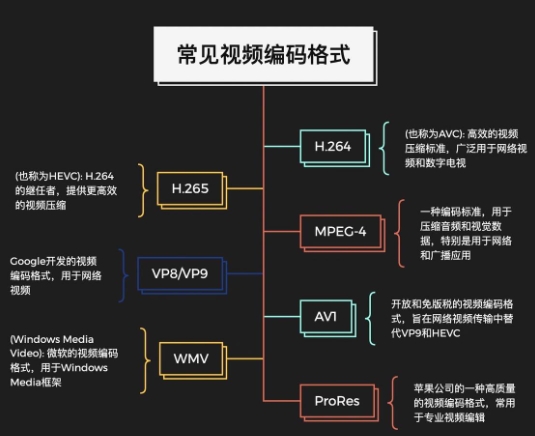 常见视频编码格式
H.264
(也称为AVC): 高效的视频
压缩标准，广泛用于网络视
频和数字电视
(也称为HEVC): H.264
的继任者，提供更高效
的视频压缩
H.265
MPEG-4
一种编码标准，用于
压缩音频和视觉数
据，特别是用于网络
和广播应用
Google开发的视频
编码格式，用于网络
视频
VP8/VP9
AV1
开放和免版税的视频编码格
式，旨在网络视频传输中替
代VP9和HEVC
(Windows Media
Video): 微软的视频编码
格式，用于Windows
Media框架
WMV
ProRes
苹果公司的一种高质量
的视频编码格式，常用
于专业视频编辑